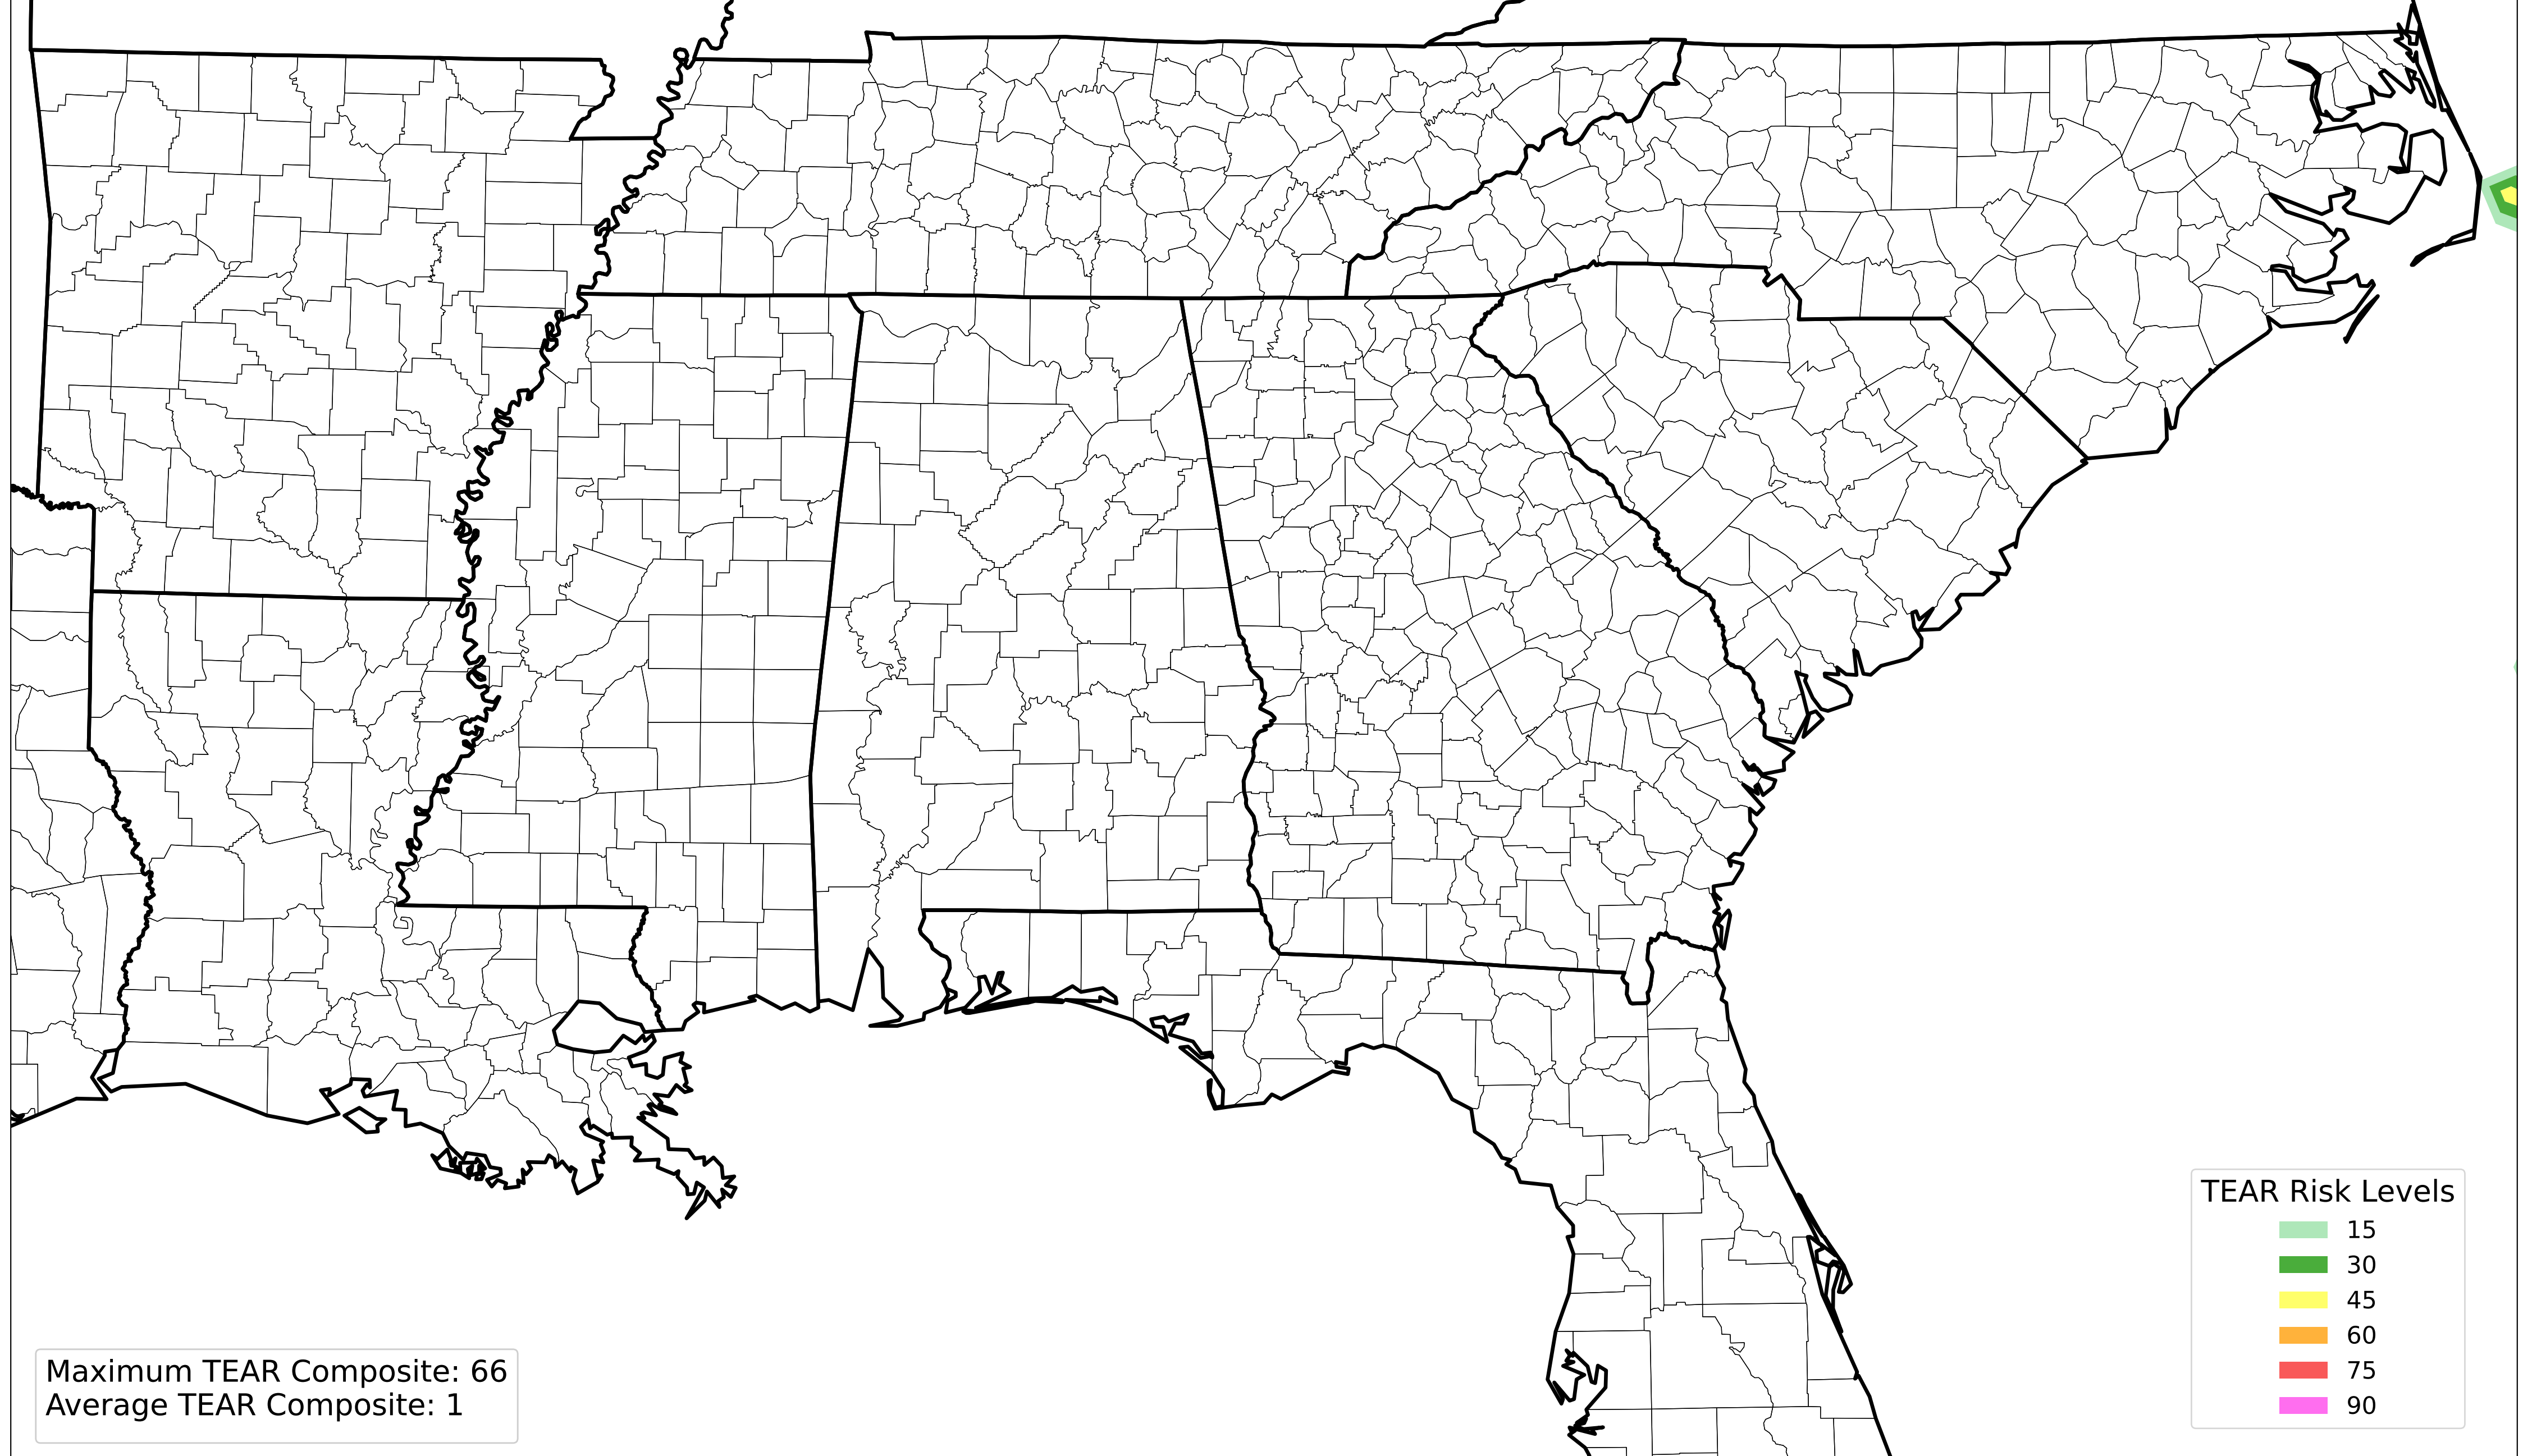 TEAR Risk Levels
15
30
45
60
75
90
Maximum TEAR Composite: 66
Average TEAR Composite: 1